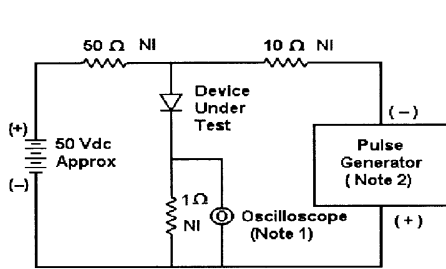 50 Ω NI
10 Ω NI
Device
Under
Test
(+)
50 Vdc
Approx
(-)
1Ω
NI
Oscilloscope
(Note 1)
(-)
Pulse
Generator
( Note 2)
(+)